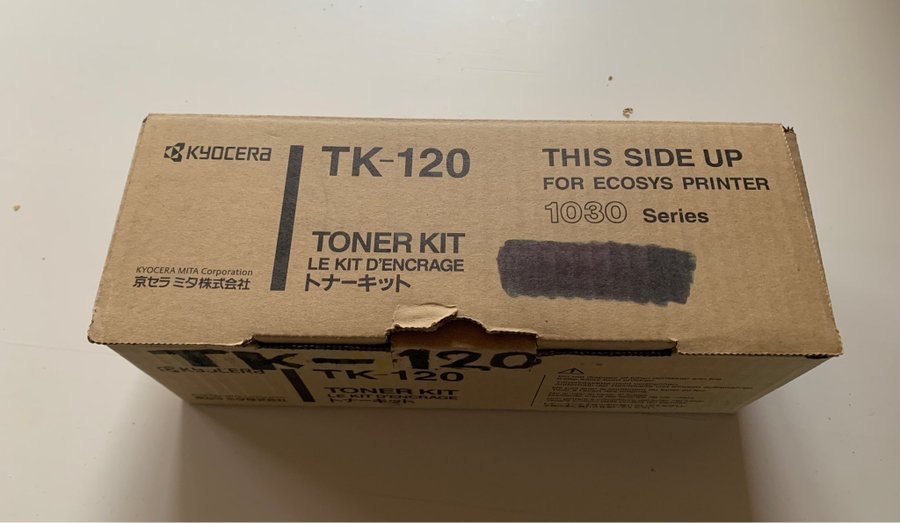 KYOCERA
TK-120
THIS SIDE UP
FOR ECOSYS PRINTER
1030 Series
TONER KIT
LE KIT D'ENCRAGE
トナーキット
KYOCERA MITA Corporation
京セラ ミタ株式会社
TK-120
KYOCERA
TK-120
TONER KIT
LE KIT D'ENCRAGE
トナーキット